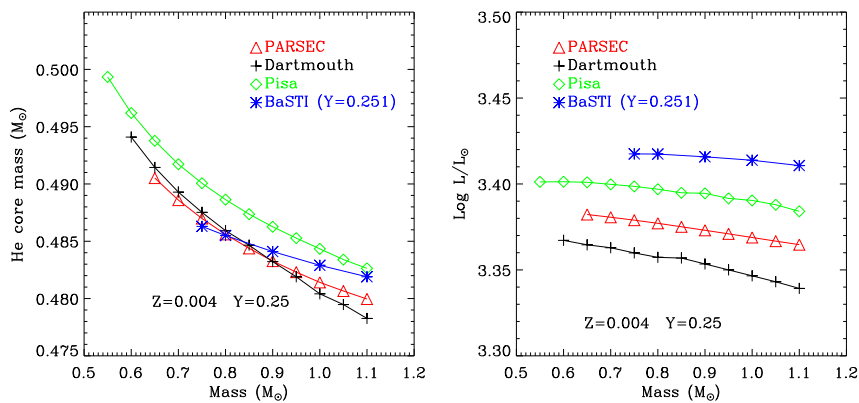 PARSEC
Dartmouth
Pisa
BaSTI (Y=0.251)
Z=0.004 Y=0.25
He core mass (M☉)
0.500
0.495
0.490
0.485
0.480
0.475
0.5 0.6 0.7 0.8 0.9 1.0 1.1
Mass (M☉)
PARSEC
Dartmouth
Pisa
BaSTI (Y=0.251)
Z=0.004 Y=0.25
Log L/L☉
3.50
3.45
3.40
3.35
3.30
0.5 0.6 0.7 0.8 0.9 1.0 1.1 1.2
Mass (M☉)